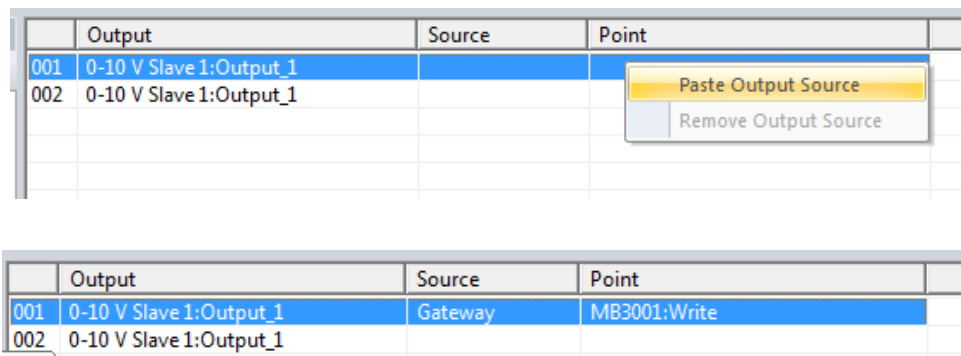 Output Source Point
001 0-10 V Slave 1:Output_1
Paste Output Source
002 0-10 V Slave 1:Output_1
Remove Output Source
Output Source Point
001 0-10 V Slave 1:Output_1 Gateway MB3001:Write
002 0-10 V Slave 1:Output_1